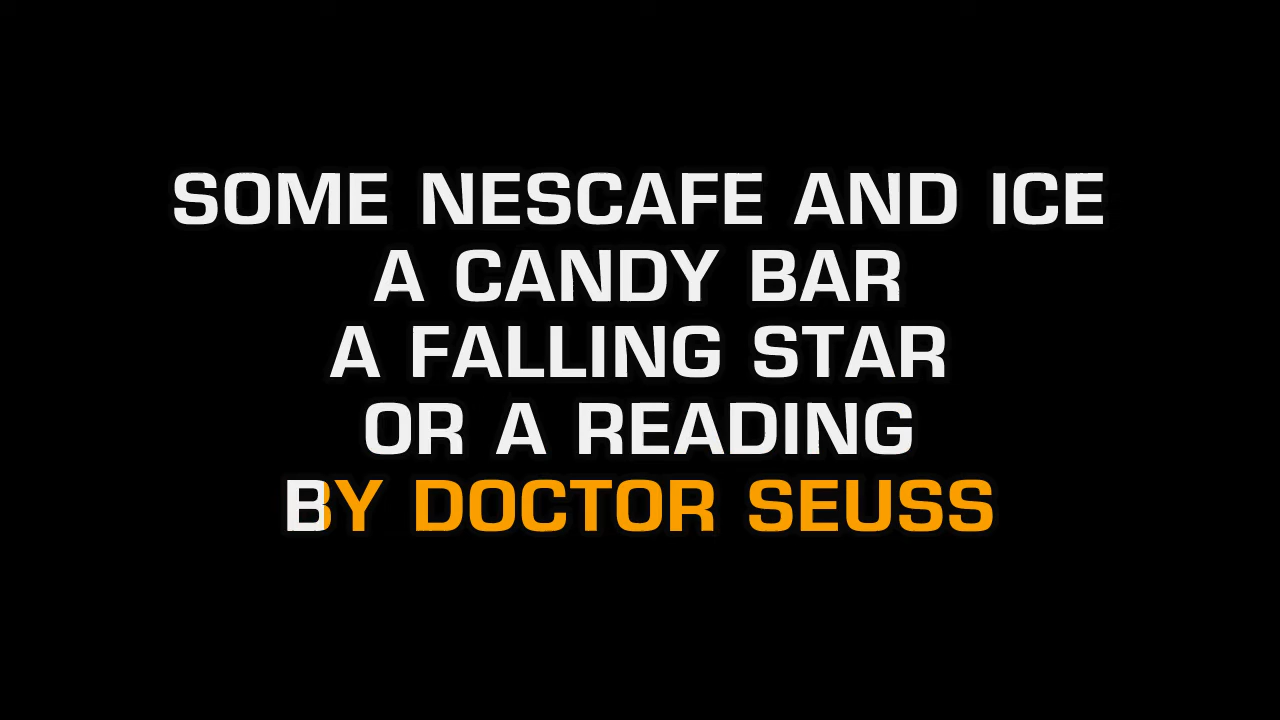 SOME NESCAFE AND ICE
A CANDY BAR
A FALLING STAR
OR A READING
BY DOCTOR SEUSS